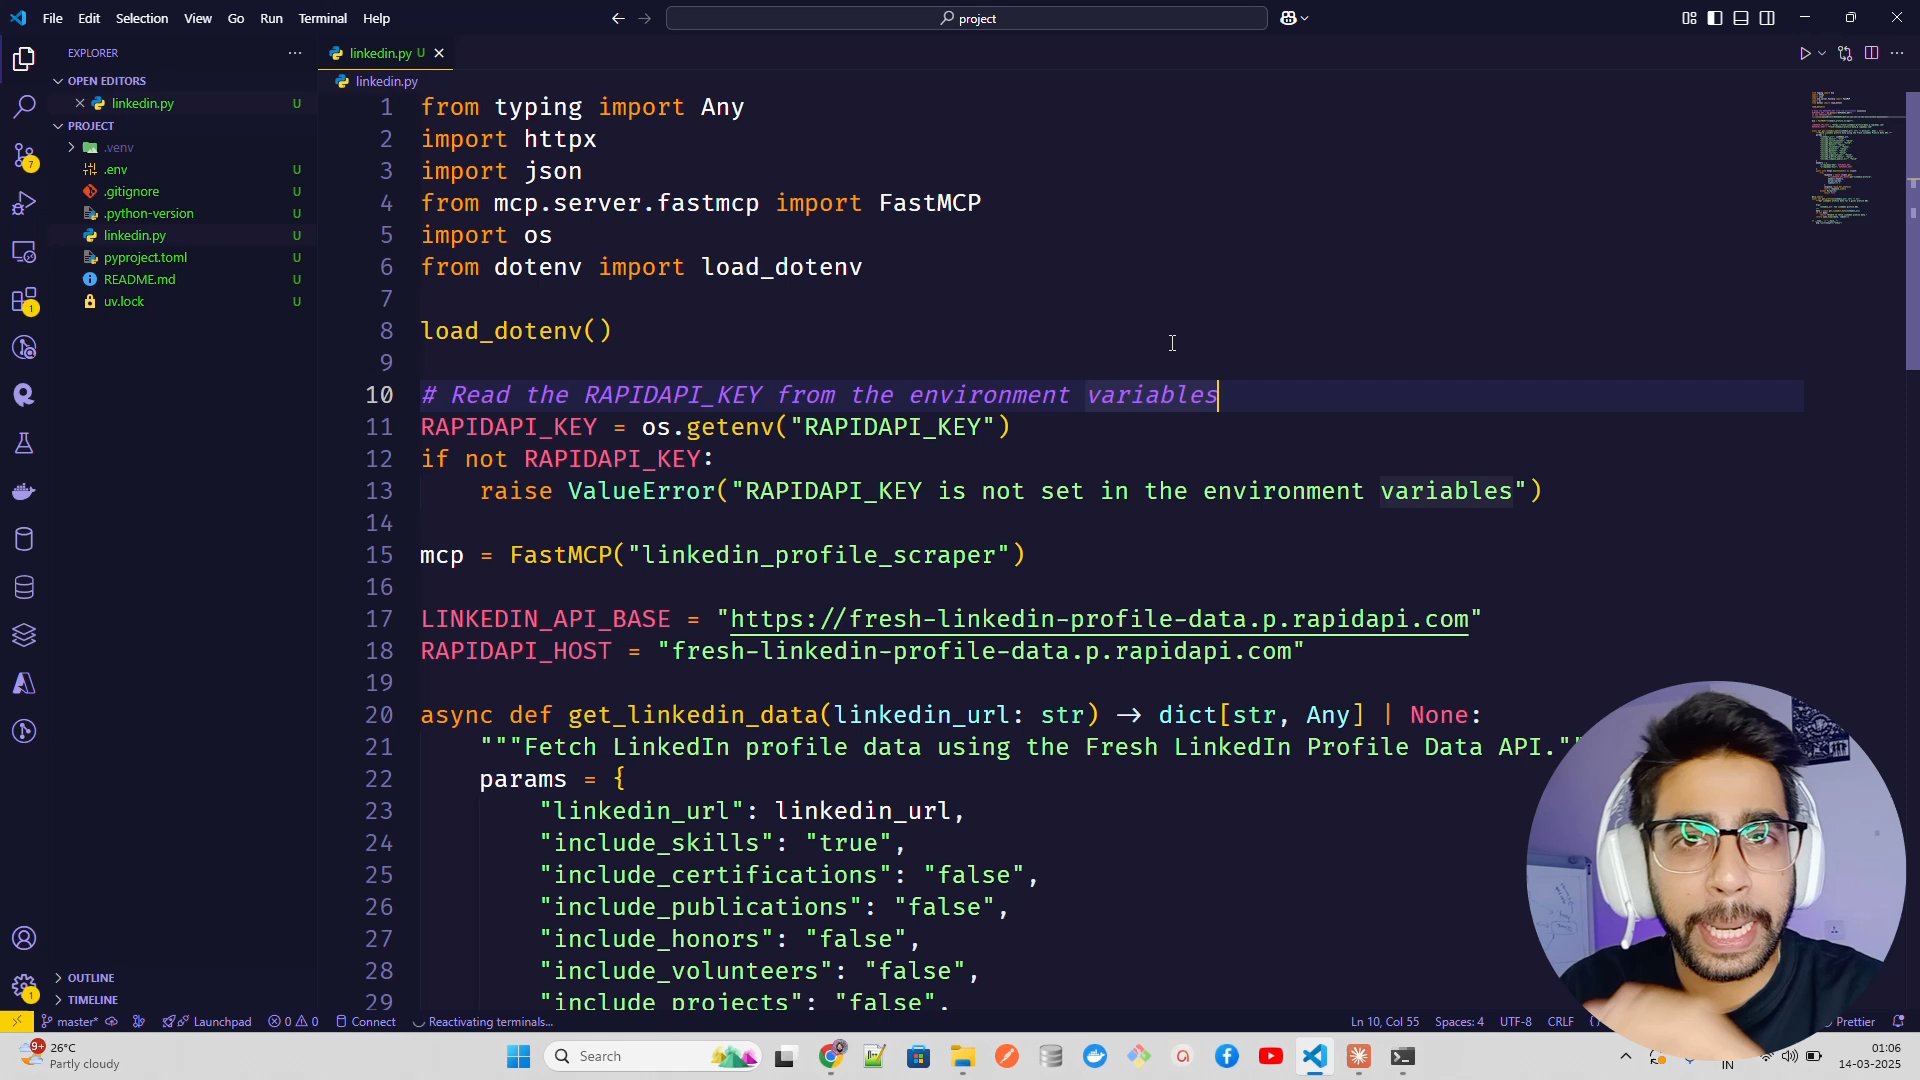 File Edit Selection View Go Run Terminal Help
project
EXPLORER
OPEN EDITORS
linkedin.py U
PROJECT
.venv
.env U
.gitignore U
.python-version U
linkedin.py U
pyproject.toml U
README.md U
uv.lock U
OUTLINE
TIMELINE
7
1
1
linkedin.py U
linkedin.py
1 from typing import Any
2 import httpx
3 import json
4 from mcp.server.fastmcp import FastMCP
5 import os
6 from dotenv import load_dotenv
7
8 load_dotenv()
9
10 # Read the RAPIDAPI_KEY from the environment variables
11 RAPIDAPI_KEY = os.getenv("RAPIDAPI_KEY")
12 if not RAPIDAPI_KEY:
13 raise ValueError("RAPIDAPI_KEY is not set in the environment variables")
14
15 mcp = FastMCP("linkedin_profile_scraper")
16
17 LINKEDIN_API_BASE = "https://fresh-linkedin-profile-data.p.rapidapi.com"
18 RAPIDAPI_HOST = "fresh-linkedin-profile-data.p.rapidapi.com"
19
20 async def get_linkedin_data(linkedin_url: str) → dict[str, Any] | None:
21 """Fetch LinkedIn profile data using the Fresh LinkedIn Profile Data API.""
22 params = {
23 "linkedin_url": linkedin_url,
24 "include_skills": "true",
25 "include_certifications": "false",
26 "include_publications": "false",
27 "include_honors": "false",
28 "include_volunteers": "false",
29 "include_projects": "false",
master* Launchpad 0 0 Connect Reactivating terminals...
Ln 10, Col 55 Spaces: 4 UTF-8 CRLF Prettier
9+
26°C
Partly cloudy
Search
IN
01:06
14-03-2025